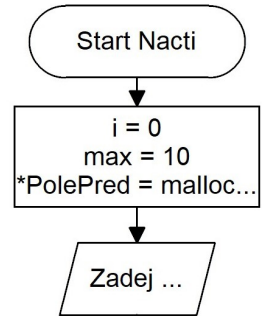 Start Nacti
i = 0
max = 10
*PolePred = malloc...
Zadej ...